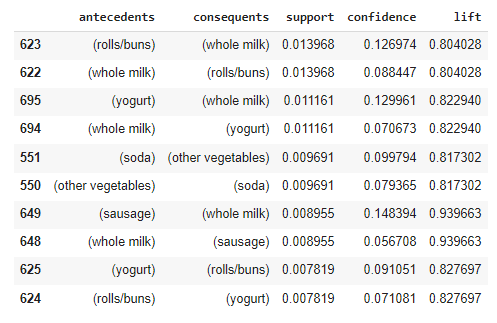 antecedents consequents support confidence lift
623 (rolls/buns) (whole milk) 0.013968 0.126974 0.804028
622 (whole milk) (rolls/buns) 0.013968 0.088447 0.804028
695 (yogurt) (whole milk) 0.011161 0.129961 0.822940
694 (whole milk) (yogurt) 0.011161 0.070673 0.822940
551 (soda) (other vegetables) 0.009691 0.099794 0.817302
550 (other vegetables) (soda) 0.009691 0.079365 0.817302
649 (sausage) (whole milk) 0.008955 0.148394 0.939663
648 (whole milk) (sausage) 0.008955 0.056708 0.939663
625 (yogurt) (rolls/buns) 0.007819 0.091051 0.827697
624 (rolls/buns) (yogurt) 0.007819 0.071081 0.827697